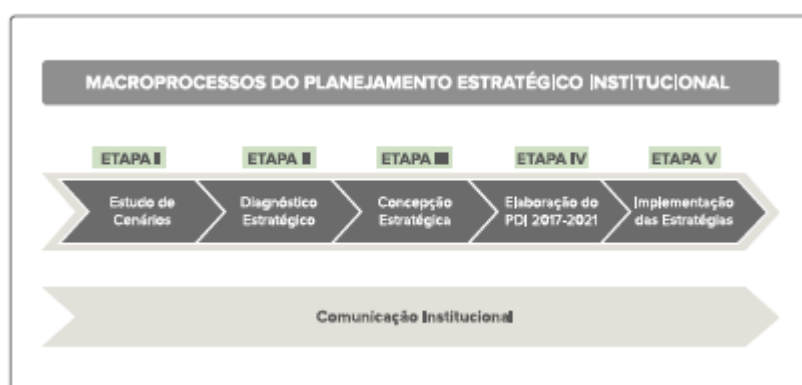 MACROPROCESSOS DO PLANEJAMENTO ESTRATÉGICO INSTITUCIONAL
ETAPA I
ETAPA II
ETAPA III
ETAPA IV
ETAPA V
Estudo de
Cenários
Diagnóstico
Estratégico
Concepção
Estratégica
Elaboração do
PDI 2017-2021
Implementação
das Estratégias
Comunicação Institucional